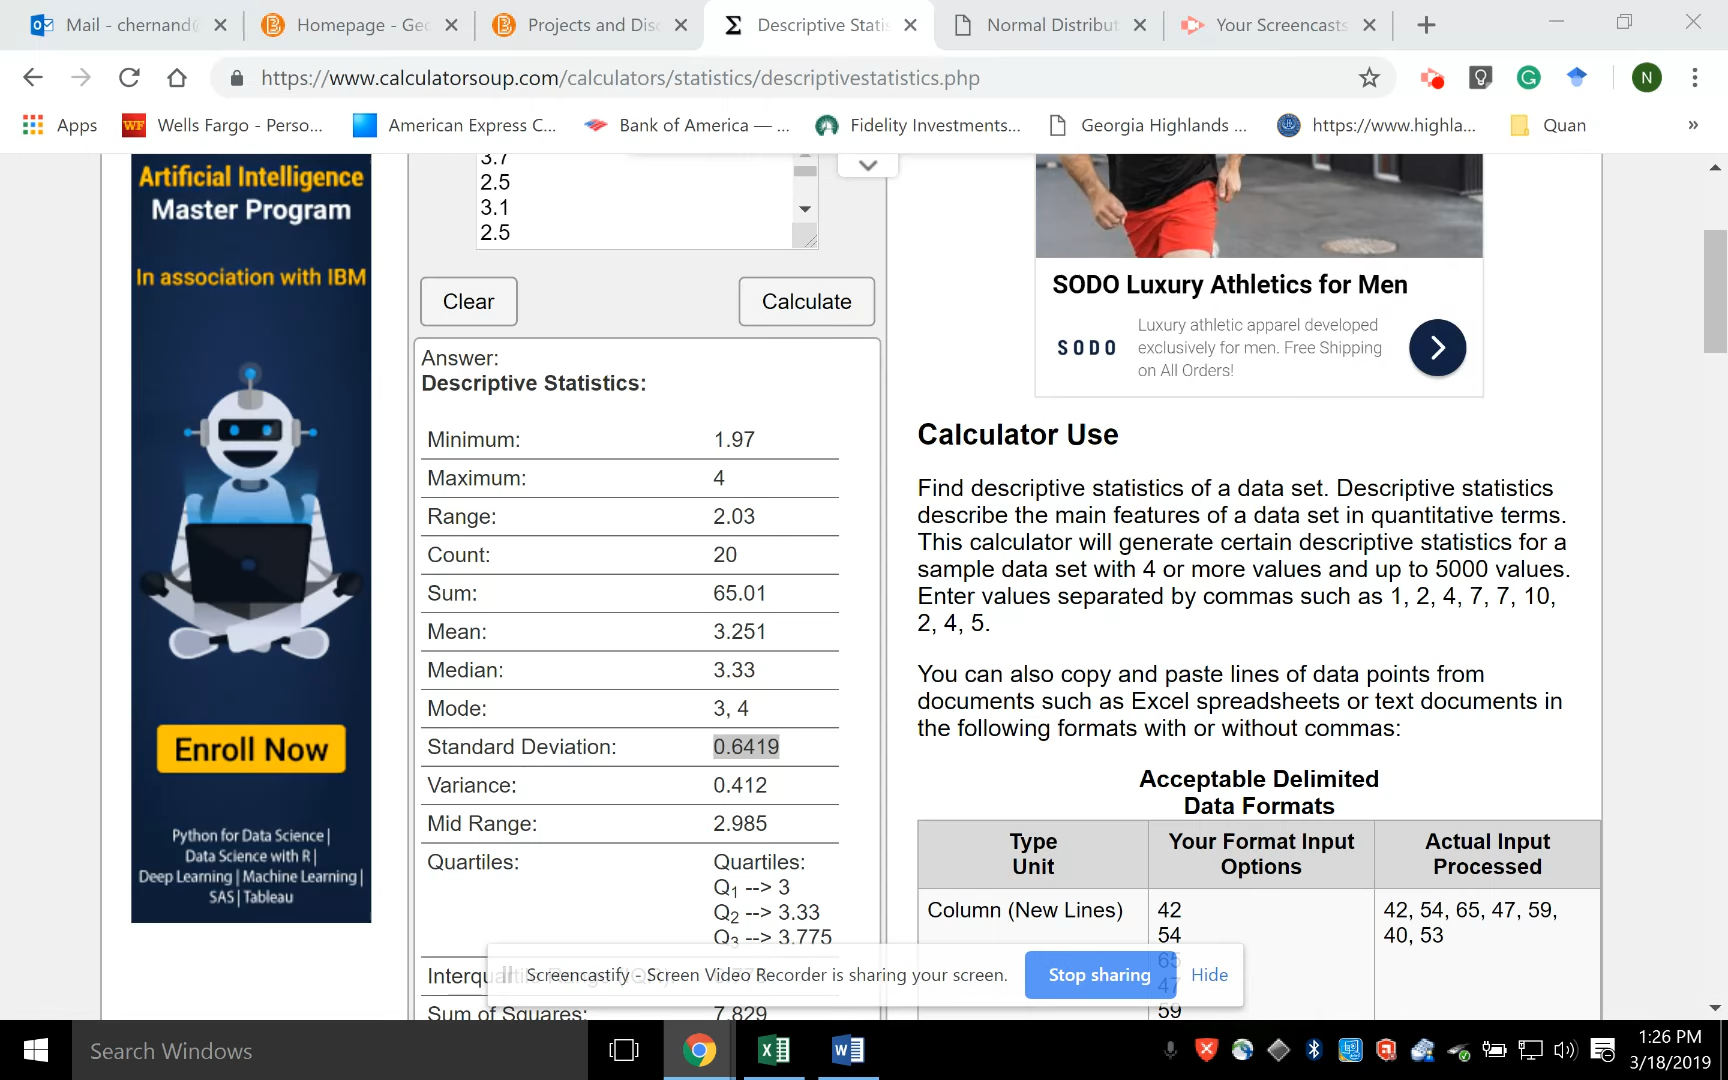 Mail - chernand@
Homepage - Geo
Projects and Disc
Descriptive Statis
Normal Distribut
Your Screencasts
https://www.calculatorsoup.com/calculators/statistics/descriptivestatistics.php
N
Apps
Wells Fargo - Perso...
American Express C...
Bank of America — ...
Fidelity Investments...
Georgia Highlands ...
https://www.highla...
Quan
»
Artificial Intelligence
Master Program
In association with IBM
Enroll Now
Python for Data Science |
Data Science with R |
Deep Learning | Machine Learning |
SAS | Tableau
3.7
2.5
3.1
2.5
Clear
Calculate
Answer:
Descriptive Statistics:
Minimum: 1.97
Maximum: 4
Range: 2.03
Count: 20
Sum: 65.01
Mean: 3.251
Median: 3.33
Mode: 3, 4
Standard Deviation: 0.6419
Variance: 0.412
Mid Range: 2.985
Quartiles: Quartiles:
Q1 --> 3
Q2 --> 3.33
Q3 --> 3.775
Sum of Squares: 7.829
SODO Luxury Athletics for Men
SODO
Luxury athletic apparel developed
exclusively for men. Free Shipping
on All Orders!
Calculator Use
Find descriptive statistics of a data set. Descriptive statistics
describe the main features of a data set in quantitative terms.
This calculator will generate certain descriptive statistics for a
sample data set with 4 or more values and up to 5000 values.
Enter values separated by commas such as 1, 2, 4, 7, 7, 10,
2, 4, 5.
You can also copy and paste lines of data points from
documents such as Excel spreadsheets or text documents in
the following formats with or without commas:
Acceptable Delimited
Data Formats
Type
Unit
Your Format Input
Options
Actual Input
Processed
Column (New Lines)
42
54
65
47
59
42, 54, 65, 47, 59,
40, 53
Screencastify - Screen Video Recorder is sharing your screen.
Stop sharing
Hide
Search Windows
1:26 PM
3/18/2019